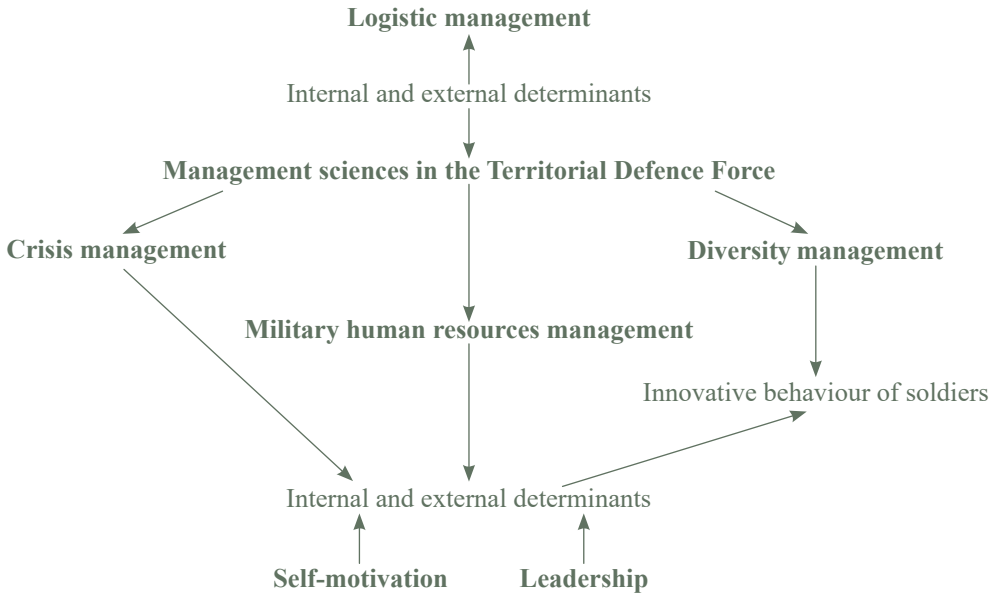 Logistic management
Internal and external determinants
Management sciences in the Territorial Defence Force
Crisis management
Diversity management
Military human resources management
Innovative behaviour of soldiers
Internal and external determinants
Self-motivation
Leadership